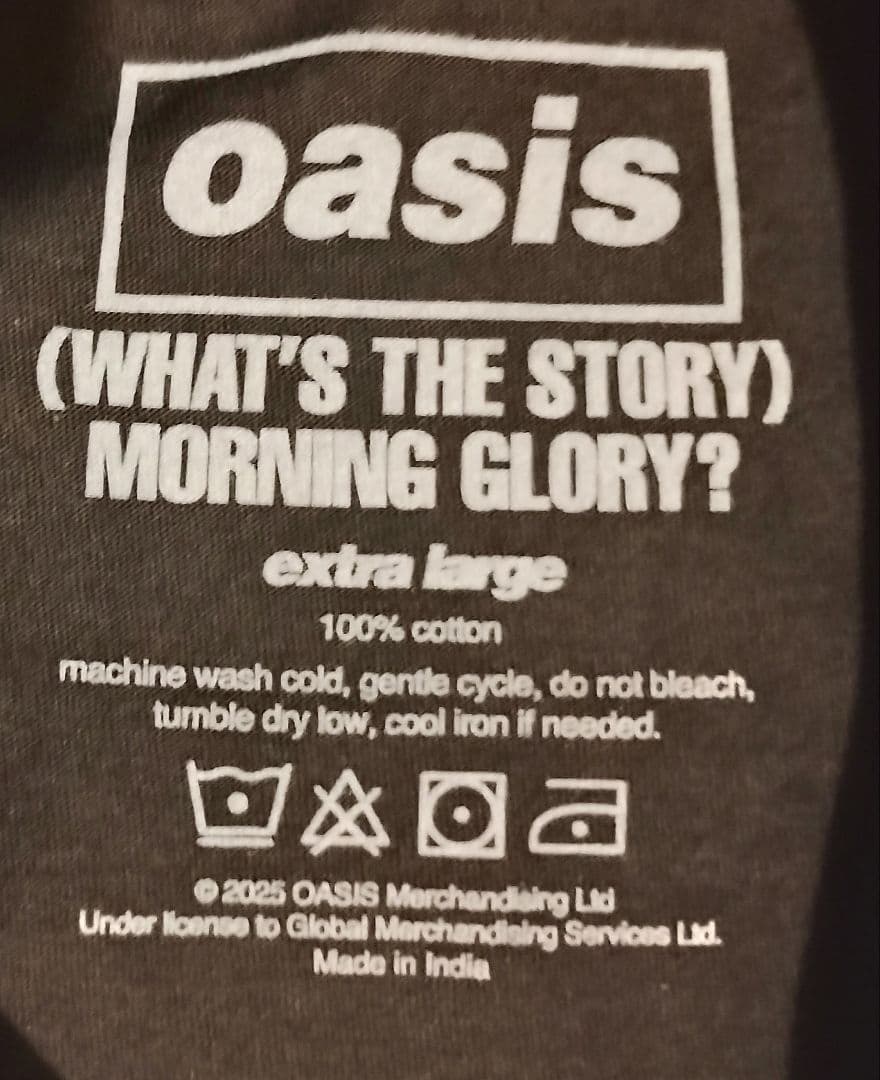 oasis
(WHAT'S THE STORY)
MORNING GLORY?
extra large
100% cotton
machine wash cold, gentle cycle, do not bleach,
tumble dry low, cool iron if needed.
© 2025 OASIS Merchandising Ltd
Under license to Global Merchandising Services Ltd.
Made in India